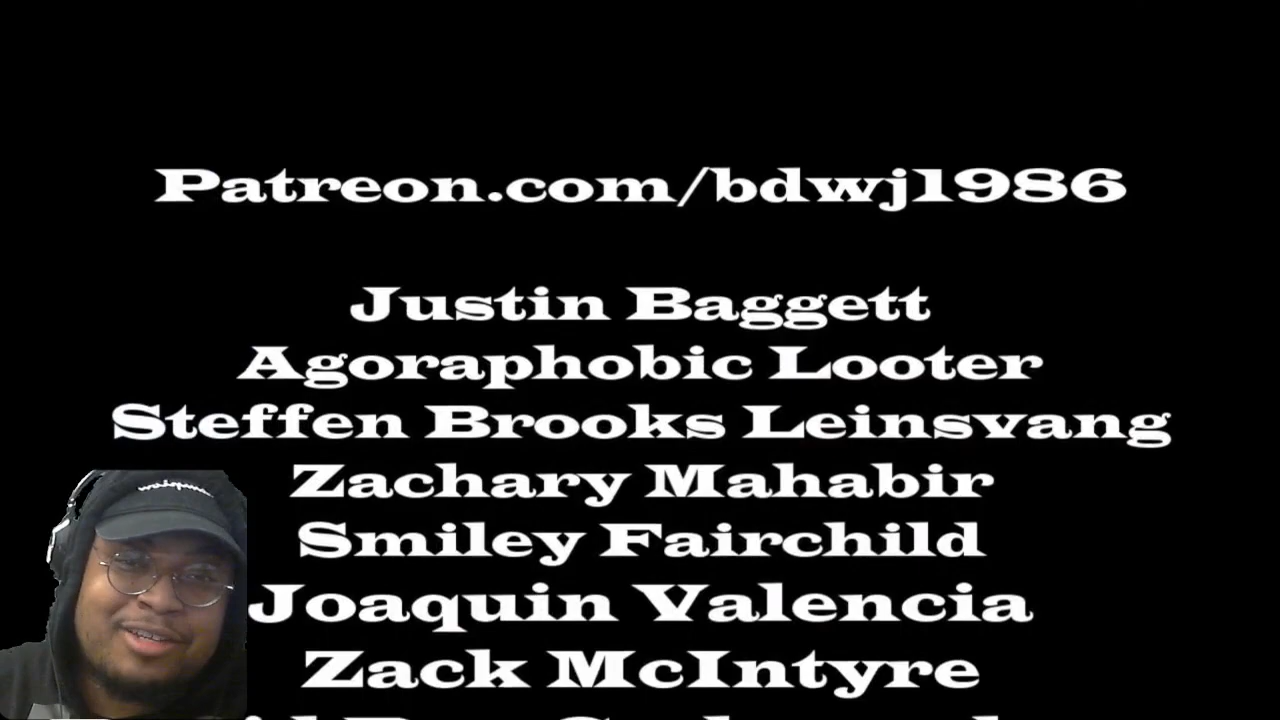 Patreon.com/bdwj1986
Justin Baggett
Agoraphobic Looter
Steffen Brooks Leinsvang
Zachary Mahabir
Smiley Fairchild
Joaquin Valencia
Zack McIntyre